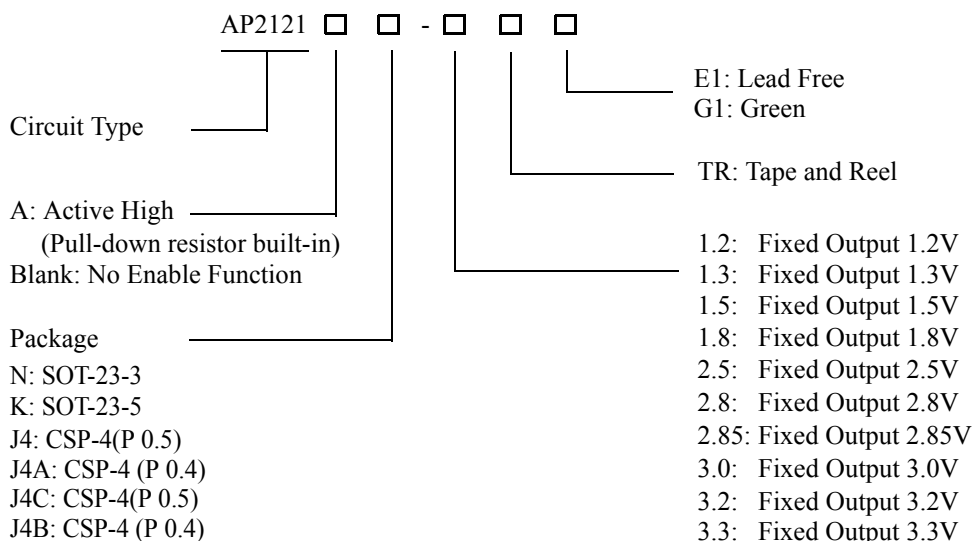 AP2121 -
Circuit Type
A: Active High
(Pull-down resistor built-in)
Blank: No Enable Function
Package
N: SOT-23-3
K: SOT-23-5
J4: CSP-4(P 0.5)
J4A: CSP-4 (P 0.4)
J4C: CSP-4(P 0.5)
J4B: CSP-4 (P 0.4)
E1: Lead Free
G1: Green
TR: Tape and Reel
1.2: Fixed Output 1.2V
1.3: Fixed Output 1.3V
1.5: Fixed Output 1.5V
1.8: Fixed Output 1.8V
2.5: Fixed Output 2.5V
2.8: Fixed Output 2.8V
2.85: Fixed Output 2.85V
3.0: Fixed Output 3.0V
3.2: Fixed Output 3.2V
3.3: Fixed Output 3.3V